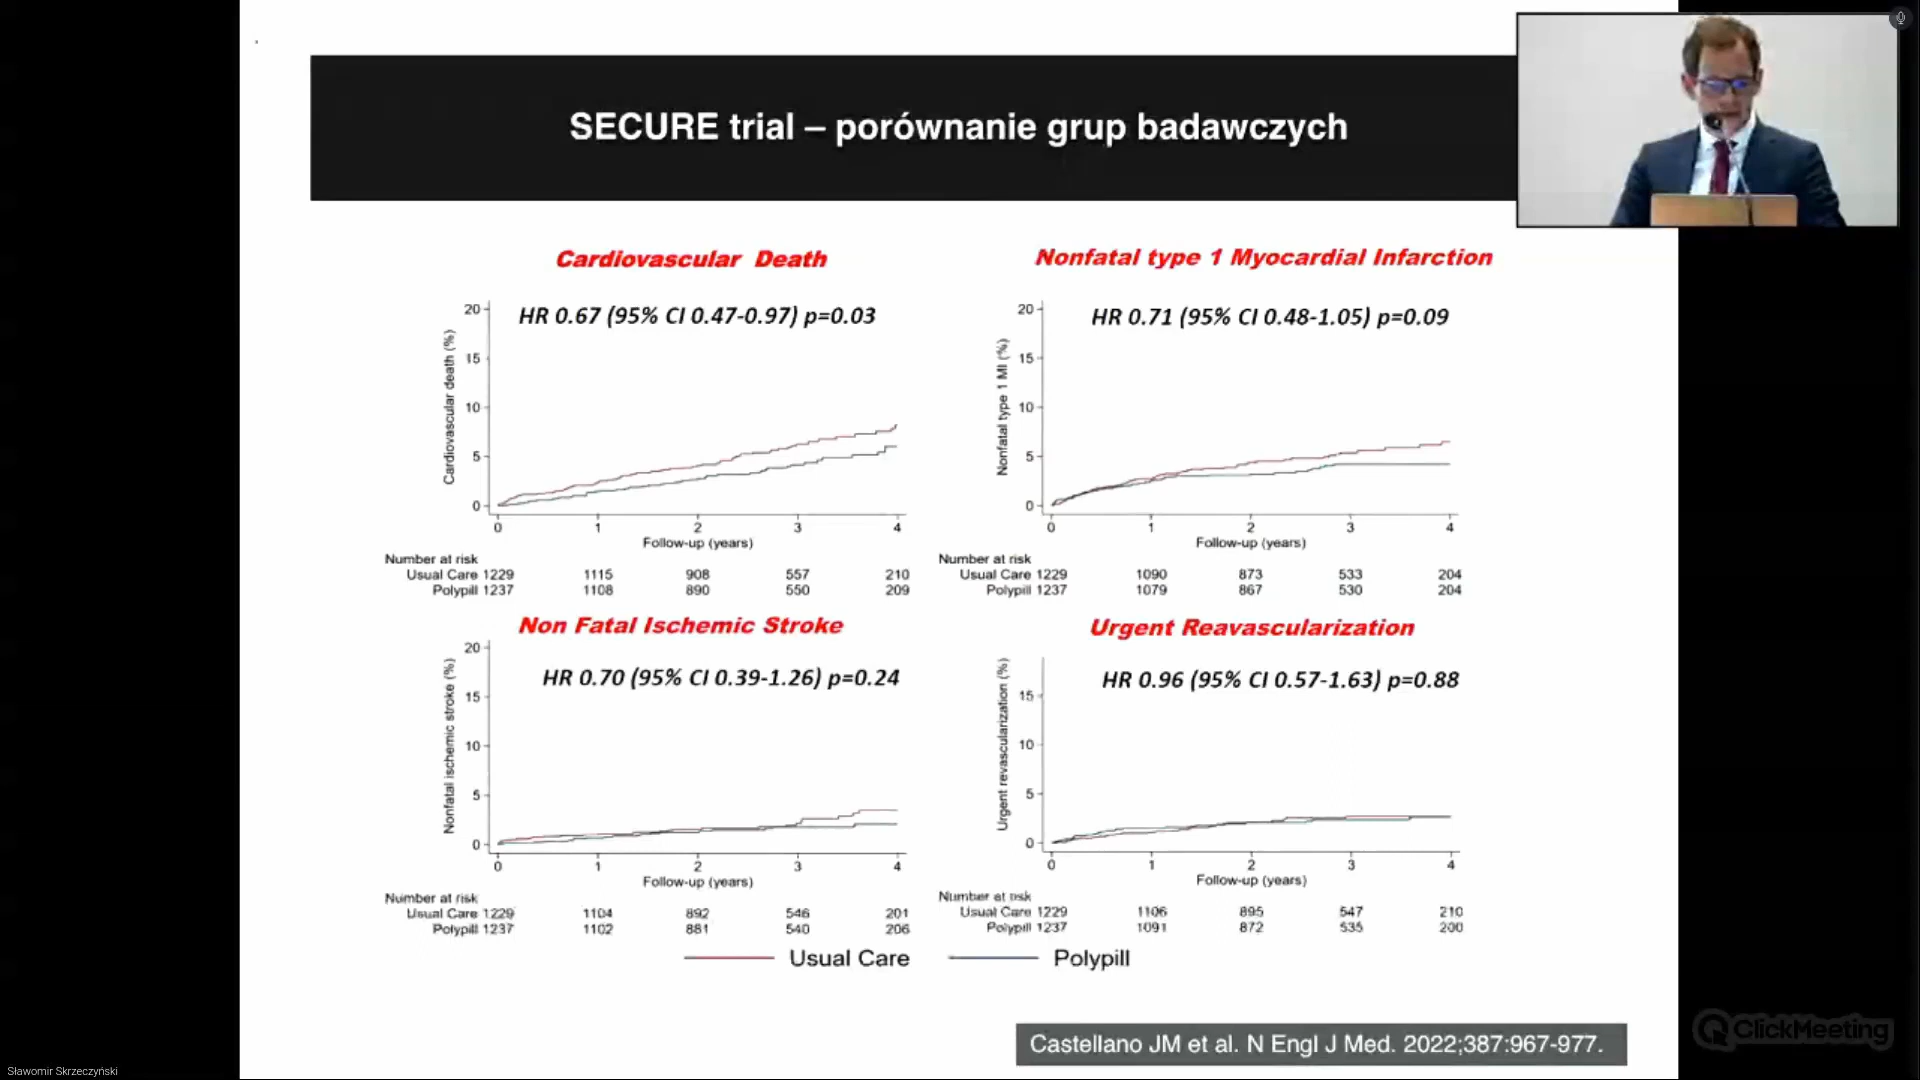 SECURE trial – porównanie grup badawczych
Cardiovascular Death
HR 0.67 (95% CI 0.47-0.97) p=0.03
Cardiovascular death (%)
20
15
10
5
0
0 1 2 3 4
Follow-up (years)
Number at risk
Usual Care 1229 1115 908 557 210
Polypill 1237 1108 890 550 209
Nonfatal type 1 Myocardial Infarction
HR 0.71 (95% CI 0.48-1.05) p=0.09
Nonfatal type 1 MI (%)
20
15
10
5
0
0 1 2 3 4
Follow-up (years)
Number at risk
Usual Care 1229 1090 873 533 204
Polypill 1237 1079 867 530 204
Non Fatal Ischemic Stroke
HR 0.70 (95% CI 0.39-1.26) p=0.24
Nonfatal ischemic stroke (%)
20
15
10
5
0
0 1 2 3 4
Follow-up (years)
Number at risk
Usual Care 1229 1104 892 546 201
Polypill 1237 1102 881 540 206
Urgent Reavascularization
HR 0.96 (95% CI 0.57-1.63) p=0.88
Urgent revascularization (%)
15
10
5
0
0 1 2 3 4
Follow-up (years)
Number at risk
Usual Care 1229 1106 895 547 210
Polypill 1237 1091 872 535 200
Usual Care Polypill
Castellano JM et al. N Engl J Med. 2022;387:967-977.
ClickMeeting
Sławomir Skrzeczyński